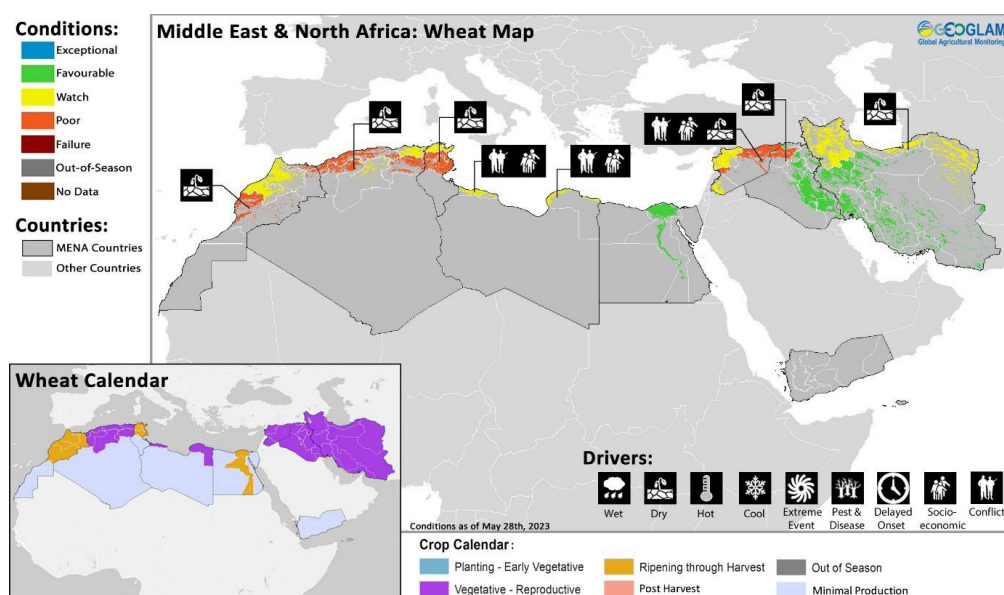 Conditions:
Exceptional
Favourable
Watch
Poor
Failure
Out-of-Season
No Data
Countries:
MENA Countries
Other Countries
Middle East & North Africa: Wheat Map
GEOGLAM
Global Agricultural Monitoring
Wheat Calendar
Drivers:
Wet
Dry
Hot
Cool
Extreme
Event
Pest &
Disease
Delayed
Onset
Socio-
economic
Conflict
Conditions as of May 28th, 2023
Crop Calendar:
Planting - Early Vegetative
Ripening through Harvest
Out of Season
Vegetative - Reproductive
Post Harvest
Minimal Production